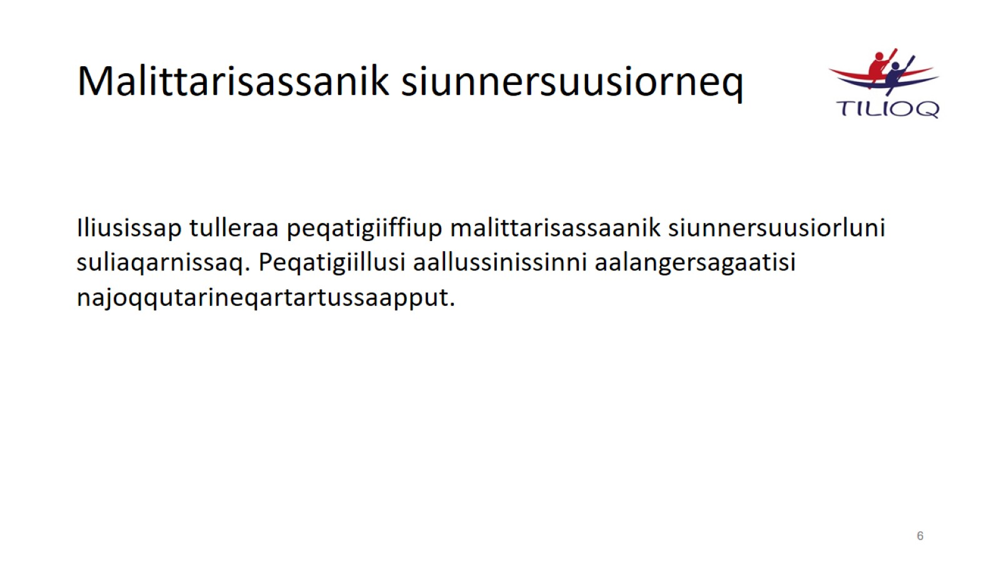 Malittarisassanik siunnersuusiorneq
TILIOQ
Iliusissap tulleraa peqatigiiffiup malittarisassaanik siunnersuusiorluni
suliaqarnissaq. Peqatigiillusi aallussinissinni aalangersagaatisi
najoqqutarineqartartussaapput.
6